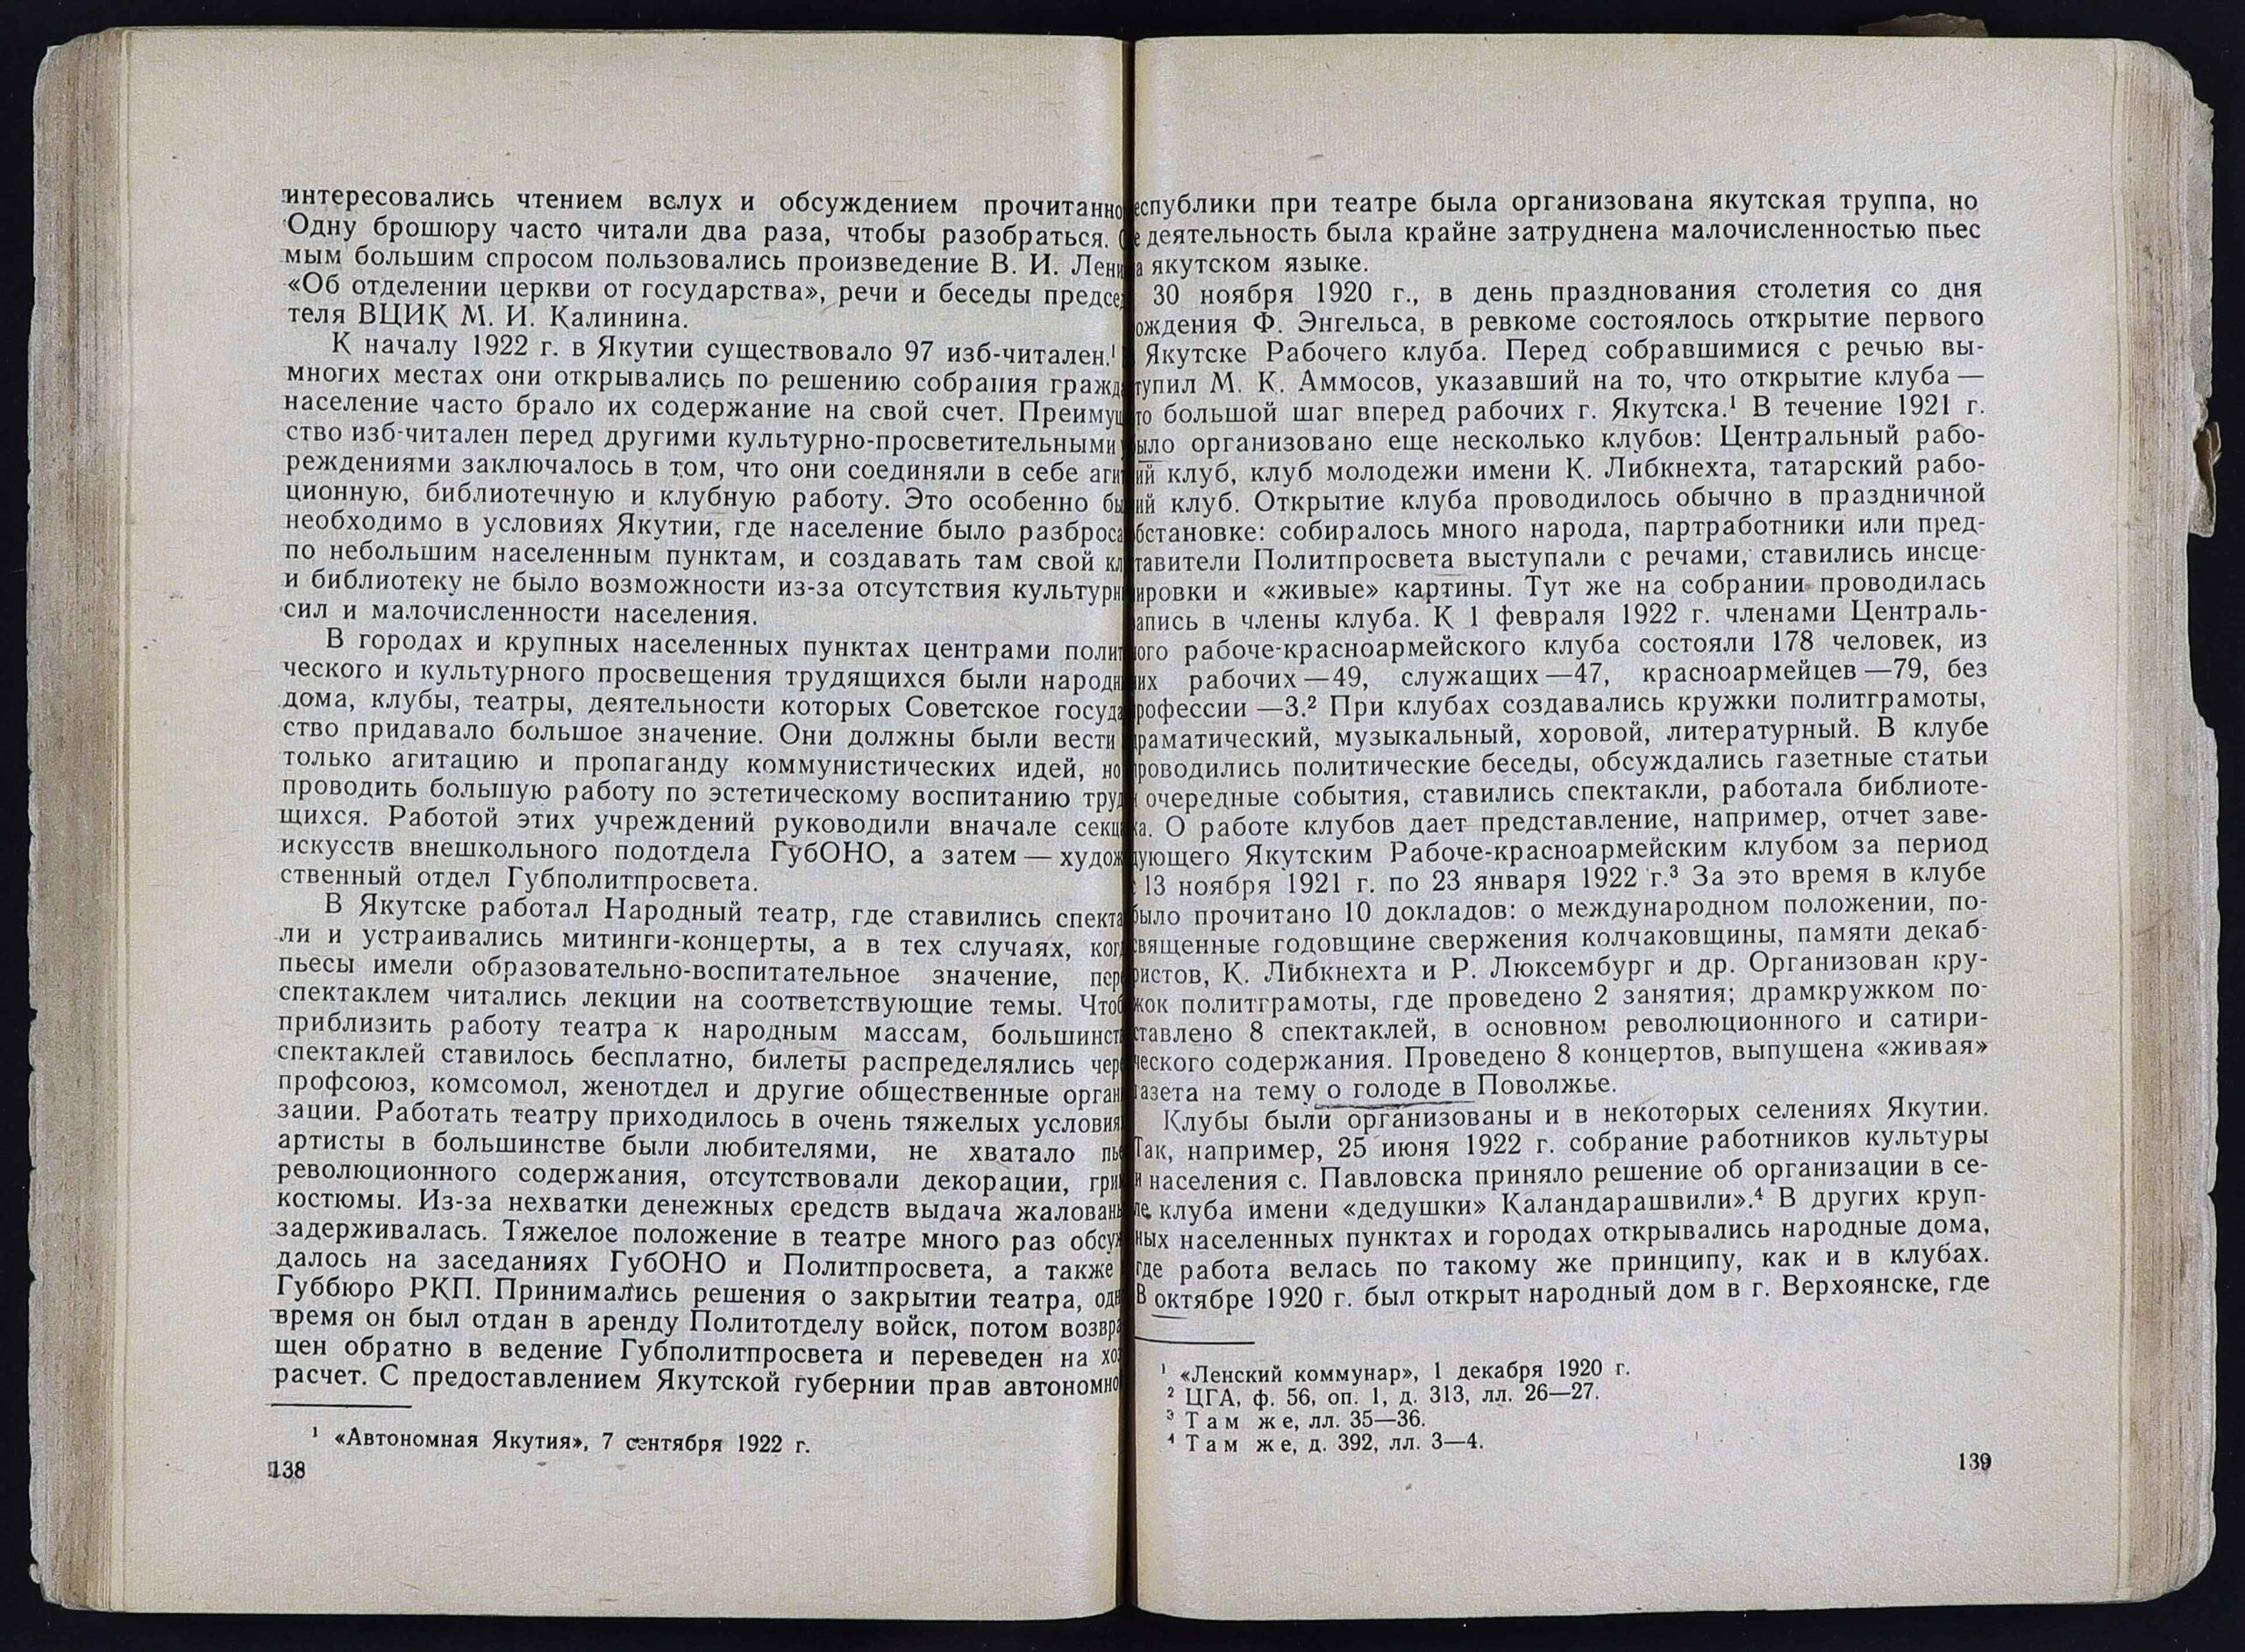 интересовались чтением вслух и обсуждением прочитанно
Одну брошюру часто читали два раза, чтобы разобраться.
мым большим спросом пользовались произведение В. И. Лени
«Об отделении церкви от государства», речи и беседы предсе
теля ВЦИК М. И. Калинина.
К началу 1922 г. в Якутии существовало 97 изб-читален.¹
многих местах они открывались по решению собрания гражда
население часто брало их содержание на свой счет. Преимущ
ство изб-читален перед другими культурно-просветительными
реждениями заключалось в том, что они соединяли в себе агит
ционную, библиотечную и клубную работу. Это особенно бы
необходимо в условиях Якутии, где население было разброса
по небольшим населенным пунктам, и создавать там свой кл
и библиотеку не было возможности из-за отсутствия культурн
сил и малочисленности населения.
В городах и крупных населенных пунктах центрами полит
ческого и культурного просвещения трудящихся были народн
дома, клубы, театры, деятельности которых Советское госуда
ство придавало большое значение. Они должны были вести
только агитацию и пропаганду коммунистических идей, но
проводить большую работу по эстетическому воспитанию труд
щихся. Работой этих учреждений руководили вначале секц
искусств внешкольного подотдела ГубОНО, а затем — худож
ственный отдел Губполитпросвета.
В Якутске работал Народный театр, где ставились спекта
ли и устраивались митинги-концерты, а в тех случаях, ког
пьесы имели образовательно-воспитательное значение, пере
спектаклем читались лекции на соответствующие темы. Чтоб
приблизить работу театра к народным массам, большинст
спектаклей ставилось бесплатно, билеты распределялись чер
профсоюз, комсомол, женотдел и другие общественные орган
зации. Работать театру приходилось в очень тяжелых условия
артисты в большинстве были любителями, не хватало пье
революционного содержания, отсутствовали декорации, гри
костюмы. Из-за нехватки денежных средств выдача жалован
задерживалась. Тяжелое положение в театре много раз обсуж
далось на заседаниях ГубОНО и Политпросвета, а также
Губбюро РКП. Принимались решения о закрытии театра, одн
время он был отдан в аренду Политотделу войск, потом возвра
щен обратно в ведение Губполитпросвета и переведен на хоз
расчет. С предоставлением Якутской губернии прав автономно
¹ «Автономная Якутия», 7 сентября 1922 г.
138
еспублики при театре была организована якутская труппа, но
е деятельность была крайне затруднена малочисленностью пьес
а якутском языке.
30 ноября 1920 г., в день празднования столетия со дня
ождения Ф. Энгельса, в ревкоме состоялось открытие первого
Якутске Рабочего клуба. Перед собравшимися с речью вы-
тупил М. К. Аммосов, указавший на то, что открытие клуба —
то большой шаг вперед рабочих г. Якутска.¹ В течение 1921 г.
ыло организовано еще несколько клубов: Центральный рабо-
ий клуб, клуб молодежи имени К. Либкнехта, татарский рабо-
ий клуб. Открытие клуба проводилось обычно в праздничной
бстановке: собиралось много народа, партработники или пред-
тавители Политпросвета выступали с речами, ставились инсце-
ировки и «живые» картины. Тут же на собрании проводилась
апись в члены клуба. К 1 февраля 1922 г. членами Централь-
ого рабоче-красноармейского клуба состояли 178 человек, из
их рабочих — 49, служащих — 47, красноармейцев — 79, без
рофессии — 3.² При клубах создавались кружки политграмоты,
раматический, музыкальный, хоровой, литературный. В клубе
роводились политические беседы, обсуждались газетные статьи
очередные события, ставились спектакли, работала библиоте-
ка. О работе клубов дает представление, например, отчет заве-
дующего Якутским Рабоче-красноармейским клубом за период
с 13 ноября 1921 г. по 23 января 1922 г.³ За это время в клубе
было прочитано 10 докладов: о международном положении, по-
священные годовщине свержения колчаковщины, памяти декаб-
ристов, К. Либкнехта и Р. Люксембург и др. Организован кру-
жок политграмоты, где проведено 2 занятия; драмкружком по-
ставлено 8 спектаклей, в основном революционного и сатири-
ческого содержания. Проведено 8 концертов, выпущена «живая»
газета на тему о голоде в Поволжье.
Клубы были организованы и в некоторых селениях Якутии.
Так, например, 25 июня 1922 г. собрание работников культуры
и населения с. Павловска приняло решение об организации в се-
ле клуба имени «дедушки» Каландарашвили».⁴ В других круп-
ных населенных пунктах и городах открывались народные дома,
где работа велась по такому же принципу, как и в клубах.
В октябре 1920 г. был открыт народный дом в г. Верхоянске, где
¹ «Ленский коммунар», 1 декабря 1920 г.
² ЦГА, ф. 56, оп. 1, д. 313, лл. 26—27.
³ Там же, лл. 35—36.
⁴ Там же, д. 392, лл. 3—4.
139